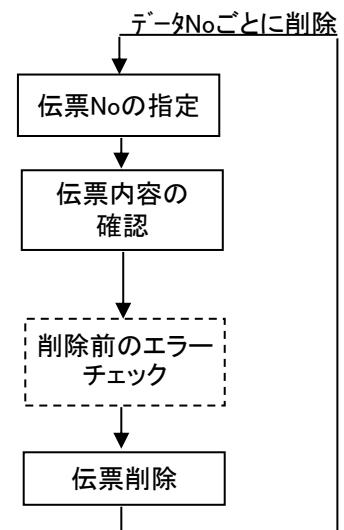 データNoごとに削除
伝票Noの指定
伝票内容の
確認
削除前のエラー
チェック
伝票削除